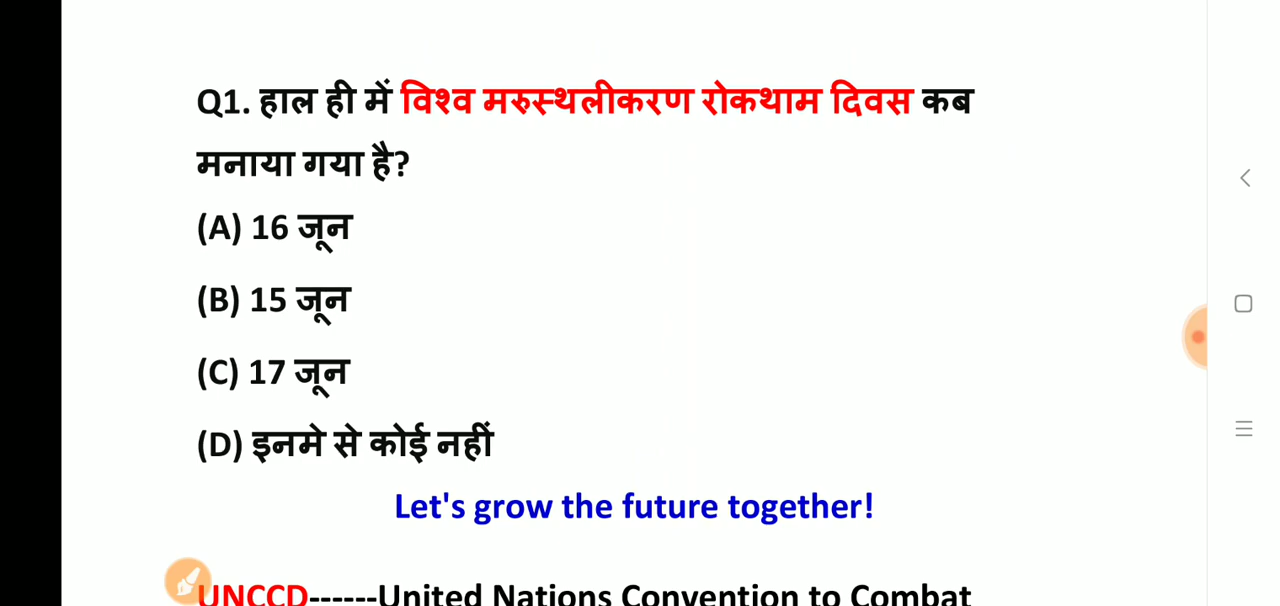 Q1. हाल ही में विश्व मरुस्थलीकरण रोकथाम दिवस कब
मनाया गया है?
(A) 16 जून
(B) 15 जून
(C) 17 जून
(D) इनमे से कोई नहीं
Let's grow the future together!
UNCCD------United Nations Convention to Combat